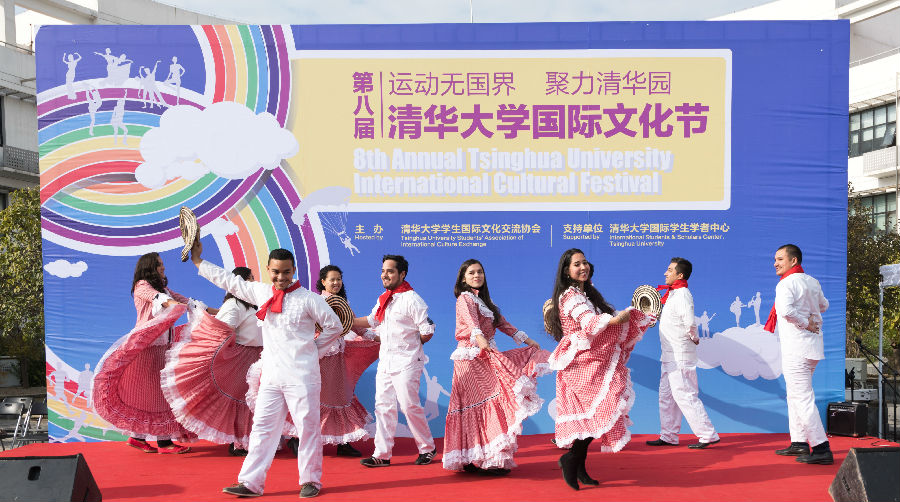 第八届
运动无国界 聚力清华园
清华大学国际文化节
8th Annual Tsinghua University
International Cultural Festival
主办 清华大学学生国际文化交流协会
Hosted by Tsinghua University Students' Association of
International Culture Exchange
支持单位 清华大学国际学生学者中心
Supported by International Students & Scholars Center,
Tsinghua University